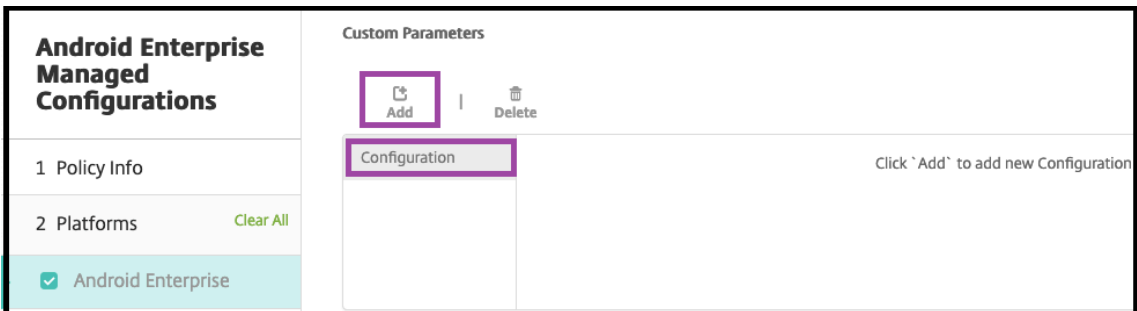 Android Enterprise
Managed
Configurations
1 Policy Info
2 Platforms
Clear All
Android Enterprise
Custom Parameters
Add
Delete
Configuration
Click `Add` to add new Configuration